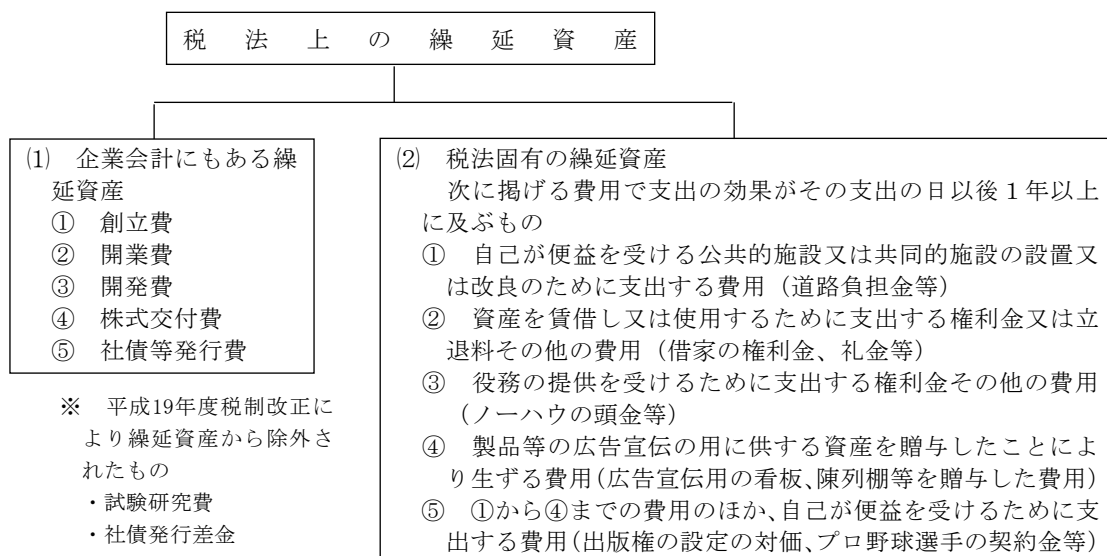 税 法 上 の 繰 延 資 産
⑴ 企業会計にもある繰
延資産
① 創立費
② 開業費
③ 開発費
④ 株式交付費
⑤ 社債等発行費
※ 平成19年度税制改正に
より繰延資産から除外さ
れたもの
・試験研究費
・社債発行差金
⑵ 税法固有の繰延資産
次に掲げる費用で支出の効果がその支出の日以後1年以上
に及ぶもの
① 自己が便益を受ける公共的施設又は共同的施設の設置又
は改良のために支出する費用（道路負担金等）
② 資産を賃借し又は使用するために支出する権利金又は立
退料その他の費用（借家の権利金、礼金等）
③ 役務の提供を受けるために支出する権利金その他の費用
（ノーハウの頭金等）
④ 製品等の広告宣伝の用に供する資産を贈与したことによ
り生ずる費用(広告宣伝用の看板、陳列棚等を贈与した費用)
⑤ ①から④までの費用のほか、自己が便益を受けるために支
出する費用(出版権の設定の対価、プロ野球選手の契約金等)